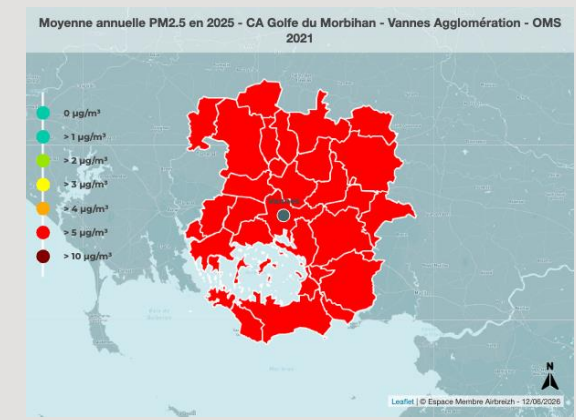 Moyenne annuelle PM2.5 en 2025 - CA Golfe du Morbihan - Vannes Agglomération - OMS
2021
0 µg/m³
> 1 µg/m³
> 2 µg/m³
> 3 µg/m³
> 4 µg/m³
> 5 µg/m³
> 10 µg/m³
N
Leaflet | © Espace Membre Airbreizh - 12/06/2026